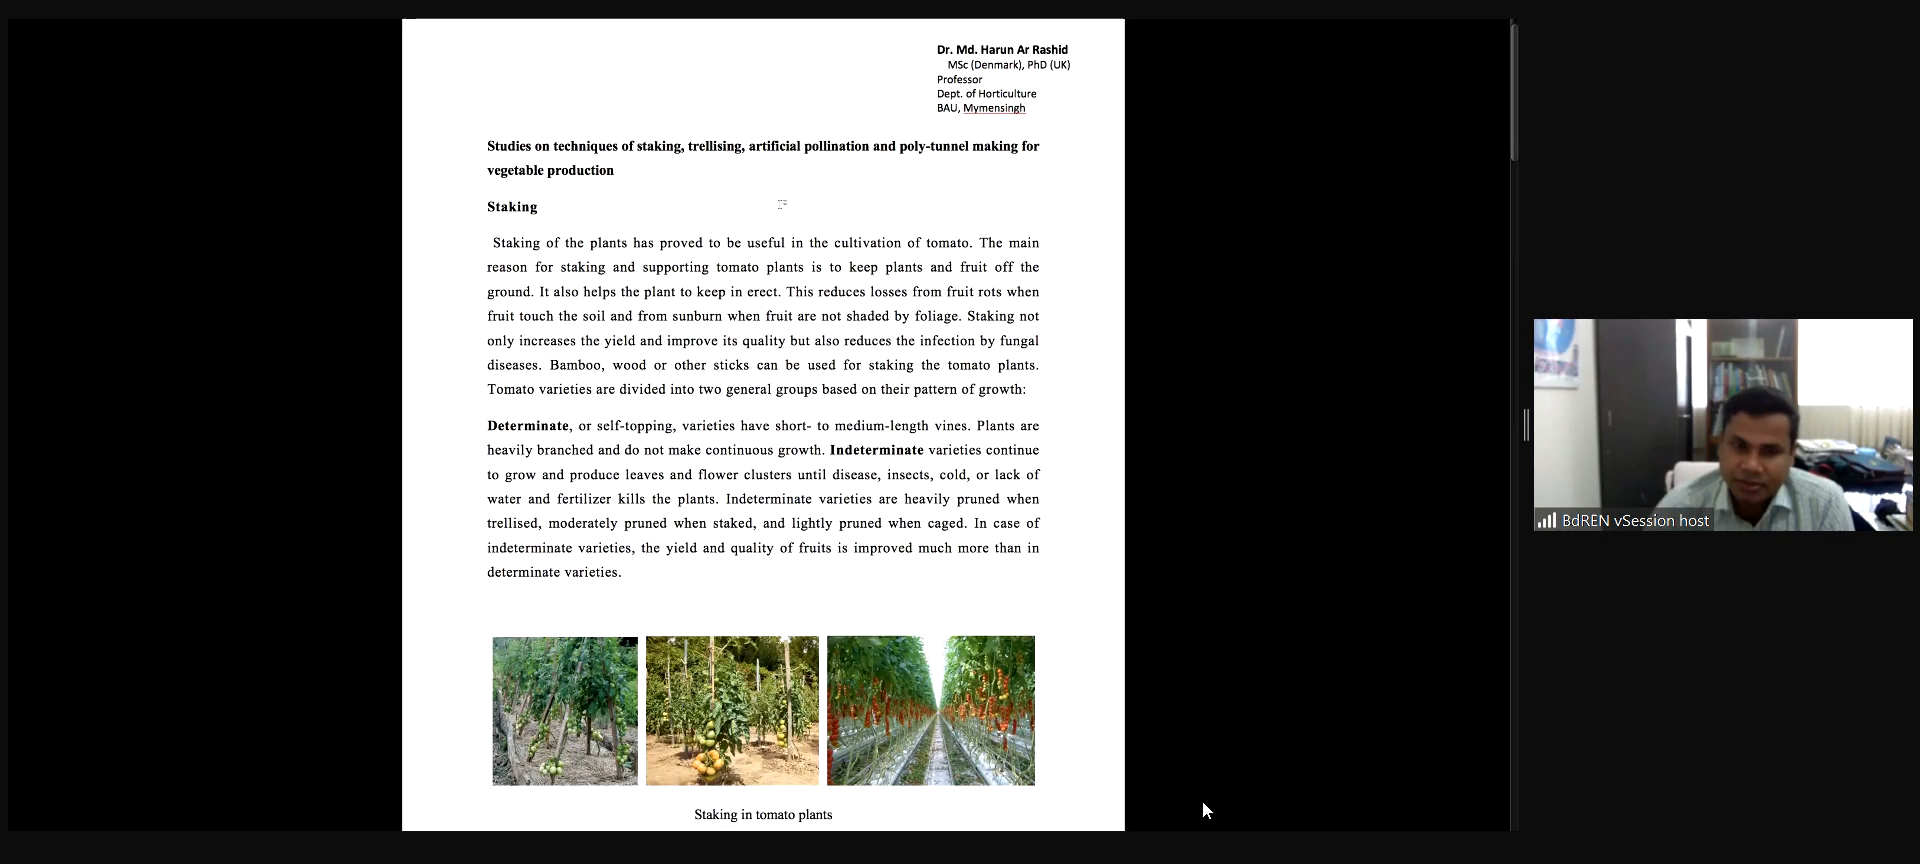 Dr. Md. Harun Ar Rashid
MSc (Denmark), PhD (UK)
Professor
Dept. of Horticulture
BAU, Mymensingh
Studies on techniques of staking, trellising, artificial pollination and poly-tunnel making for
vegetable production
Staking
Staking of the plants has proved to be useful in the cultivation of tomato. The main
reason for staking and supporting tomato plants is to keep plants and fruit off the
ground. It also helps the plant to keep in erect. This reduces losses from fruit rots when
fruit touch the soil and from sunburn when fruit are not shaded by foliage. Staking not
only increases the yield and improve its quality but also reduces the infection by fungal
diseases. Bamboo, wood or other sticks can be used for staking the tomato plants.
Tomato varieties are divided into two general groups based on their pattern of growth:
Determinate, or self-topping, varieties have short- to medium-length vines. Plants are
heavily branched and do not make continuous growth. Indeterminate varieties continue
to grow and produce leaves and flower clusters until disease, insects, cold, or lack of
water and fertilizer kills the plants. Indeterminate varieties are heavily pruned when
trellised, moderately pruned when staked, and lightly pruned when caged. In case of
indeterminate varieties, the yield and quality of fruits is improved much more than in
determinate varieties.
Staking in tomato plants
BdREN vSession host